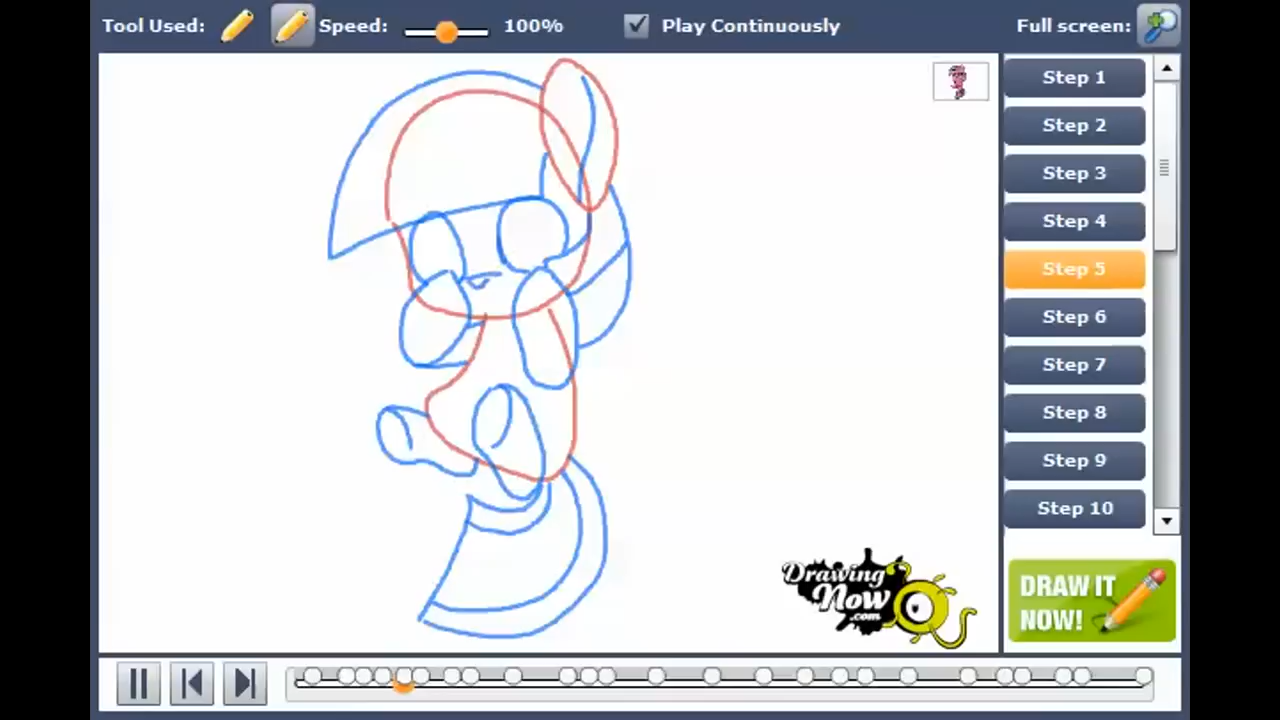 Tool Used:
Speed:
100%
Play Continuously
Full screen:
Step 1
Step 2
Step 3
Step 4
Step 5
Step 6
Step 7
Step 8
Step 9
Step 10
Drawing
Now
.com
DRAW IT
NOW!